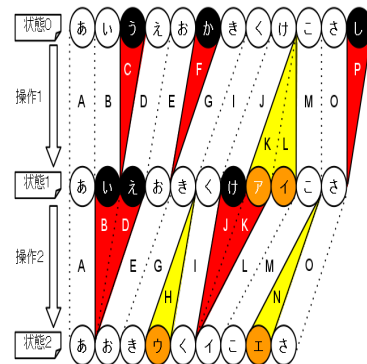 状態0
あいうえおかきくけこさし
C F P
操作1
A B D E G I J M O
K L
状態1
あいえおきくけアイこさ
B D J K
操作2
A E G I L M O
H N
状態2
あおきウくイこエさ